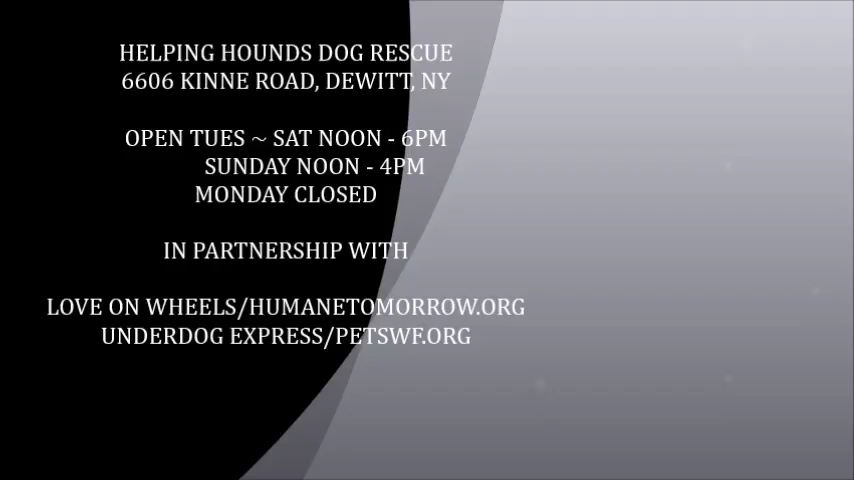 HELPING HOUNDS DOG RESCUE
6606 KINNE ROAD, DEWITT, NY
OPEN TUES ~ SAT NOON - 6PM
SUNDAY NOON - 4PM
MONDAY CLOSED
IN PARTNERSHIP WITH
LOVE ON WHEELS/HUMANETOMORROW.ORG
UNDERDOG EXPRESS/PETSWF.ORG